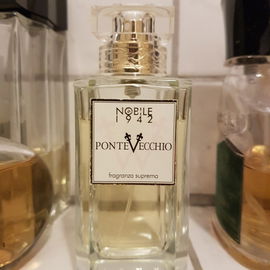 NOBILE
1942
PONTEVECCHIO
fragranza suprema